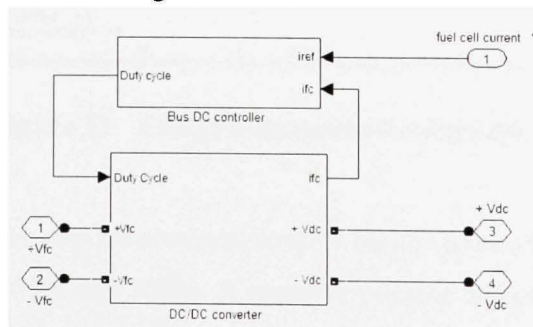 fuel cell current
1
iref
Duty cycle
ifc
Bus DC controller
Duty Cycle
ifc
+ Vdc
1
+Vfc
+ Vdc
3
+Vfc
2
-Vfc
- Vdc
4
- Vfc
- Vdc
DC/DC converter